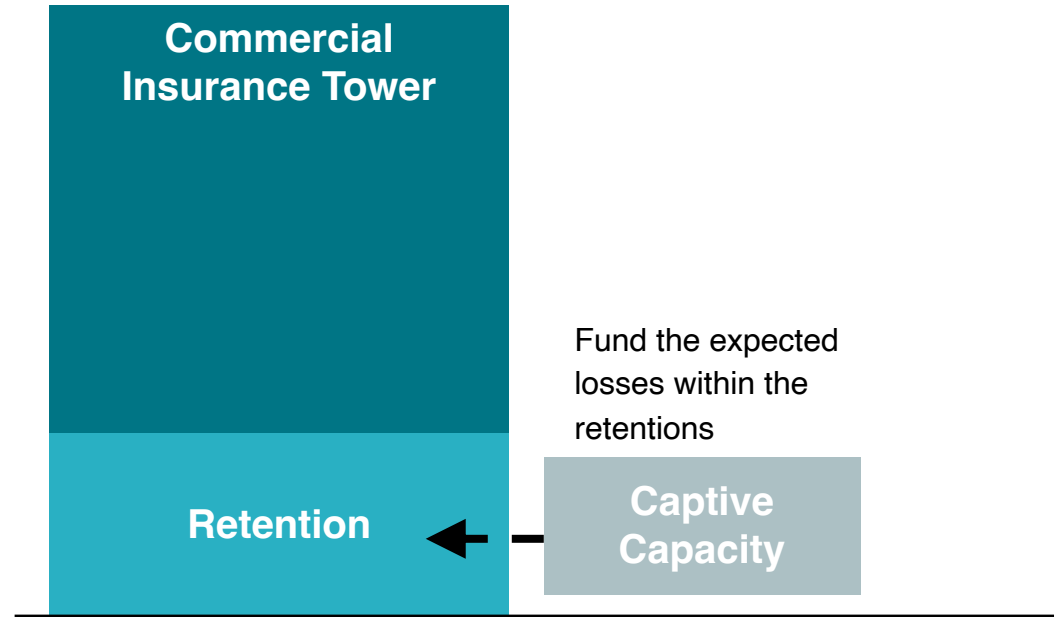 Commercial
Insurance Tower
Fund the expected
losses within the
retentions
Retention
Captive
Capacity